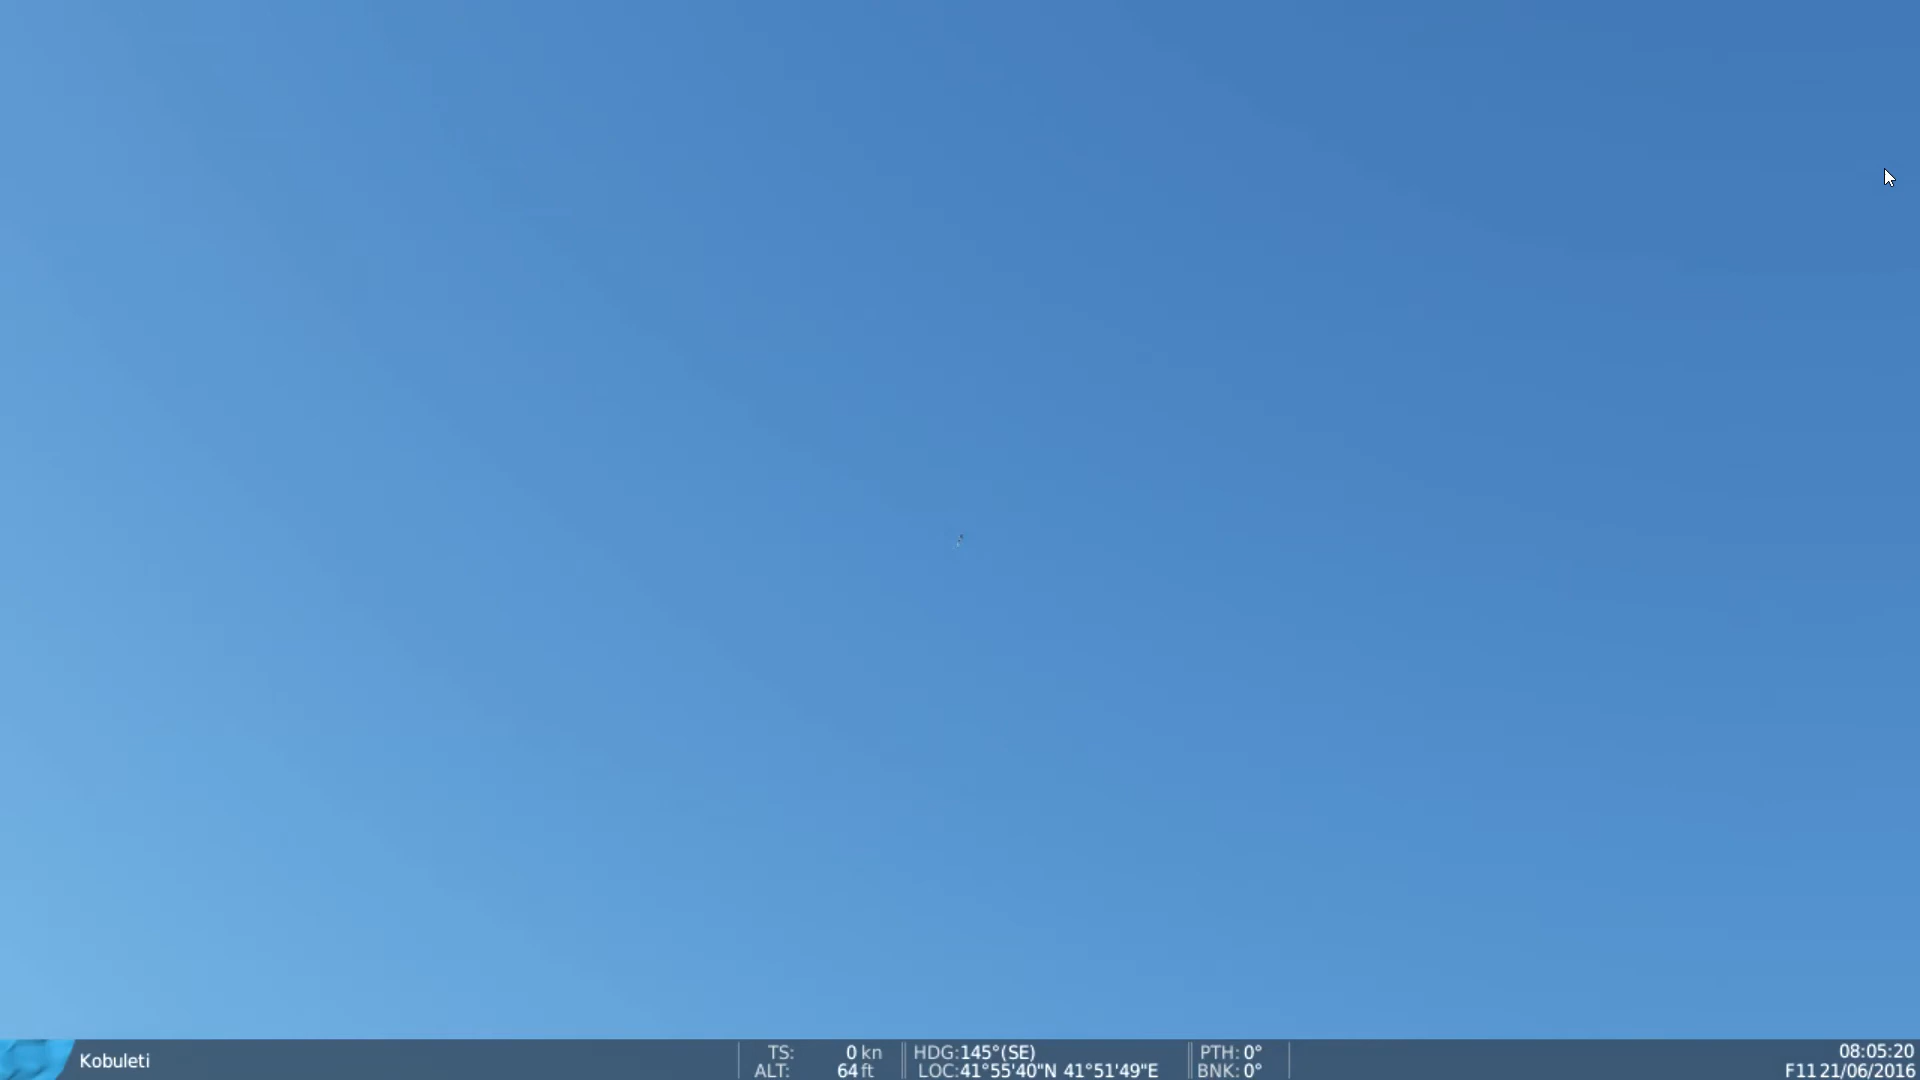 Kobuleti
TS: 0 kn
ALT: 64 ft
HDG:145°(SE)
LOC:41°55'40"N 41°51'49"E
PTH: 0°
BNK: 0°
08:05:20
F11 21/06/2016